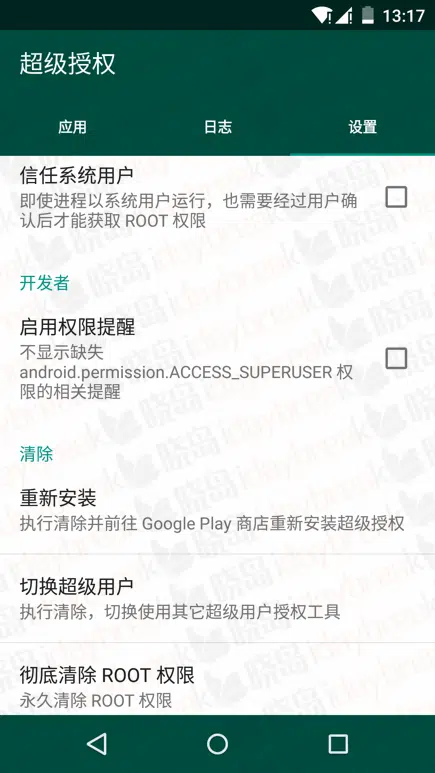 13:17
超级授权
应用
日志
设置
信任系统用户
即使进程以系统用户运行，也需要经过用户确
认后才能获取 ROOT 权限
开发者
启用权限提醒
不显示缺失
android.permission.ACCESS_SUPERUSER 权
限的相关提醒
清除
重新安装
执行清除并前往 Google Play 商店重新安装超级授权
切换超级用户
执行清除，切换使用其它超级用户授权工具
彻底清除 ROOT 权限
永久清除 ROOT 权限